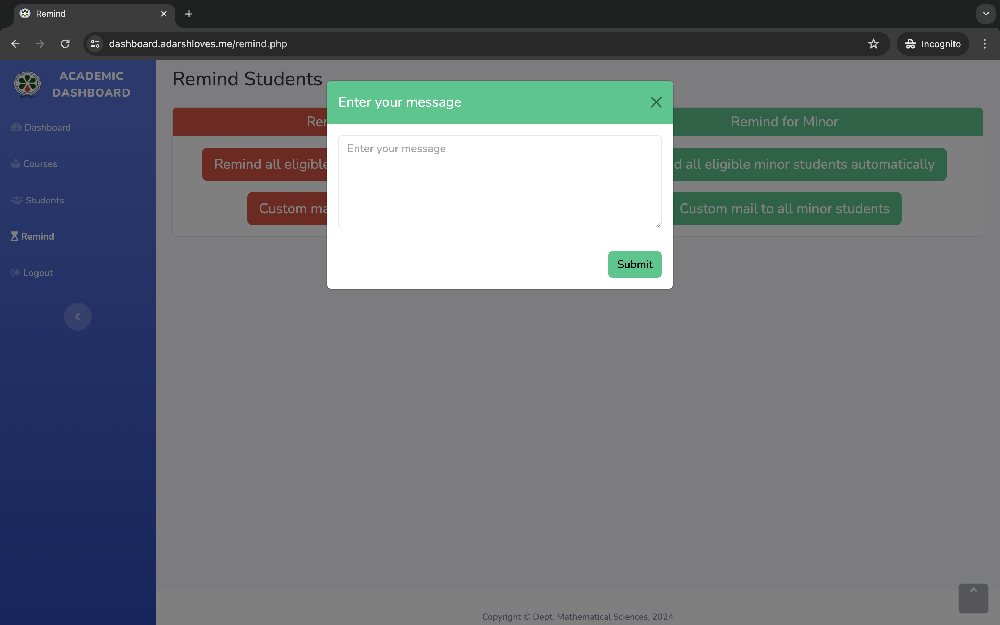 Remind
dashboard.adarshloves.me/remind.php
Incognito
ACADEMIC
DASHBOARD
Dashboard
Courses
Students
Remind
Logout
Remind Students
Enter your message
Enter your message
Submit
Rem
Remind all eligible
Custom ma
Remind for Minor
d all eligible minor students automatically
Custom mail to all minor students
Copyright © Dept. Mathematical Sciences, 2024